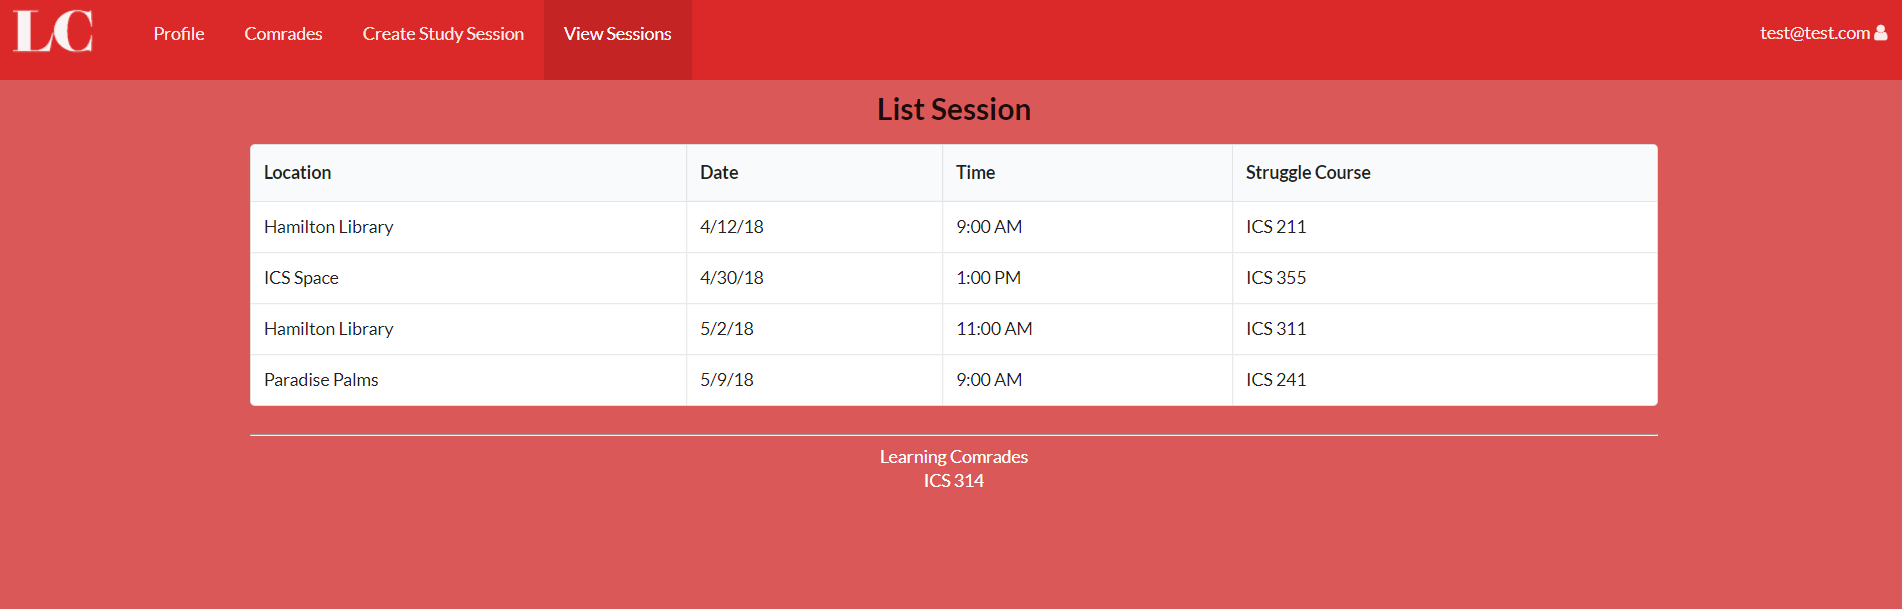 LC Profile Comrades Create Study Session View Sessions test@test.com
List Session
Location Date Time Struggle Course
Hamilton Library 4/12/18 9:00 AM ICS 211
ICS Space 4/30/18 1:00 PM ICS 355
Hamilton Library 5/2/18 11:00 AM ICS 311
Paradise Palms 5/9/18 9:00 AM ICS 241
Learning Comrades
ICS 314